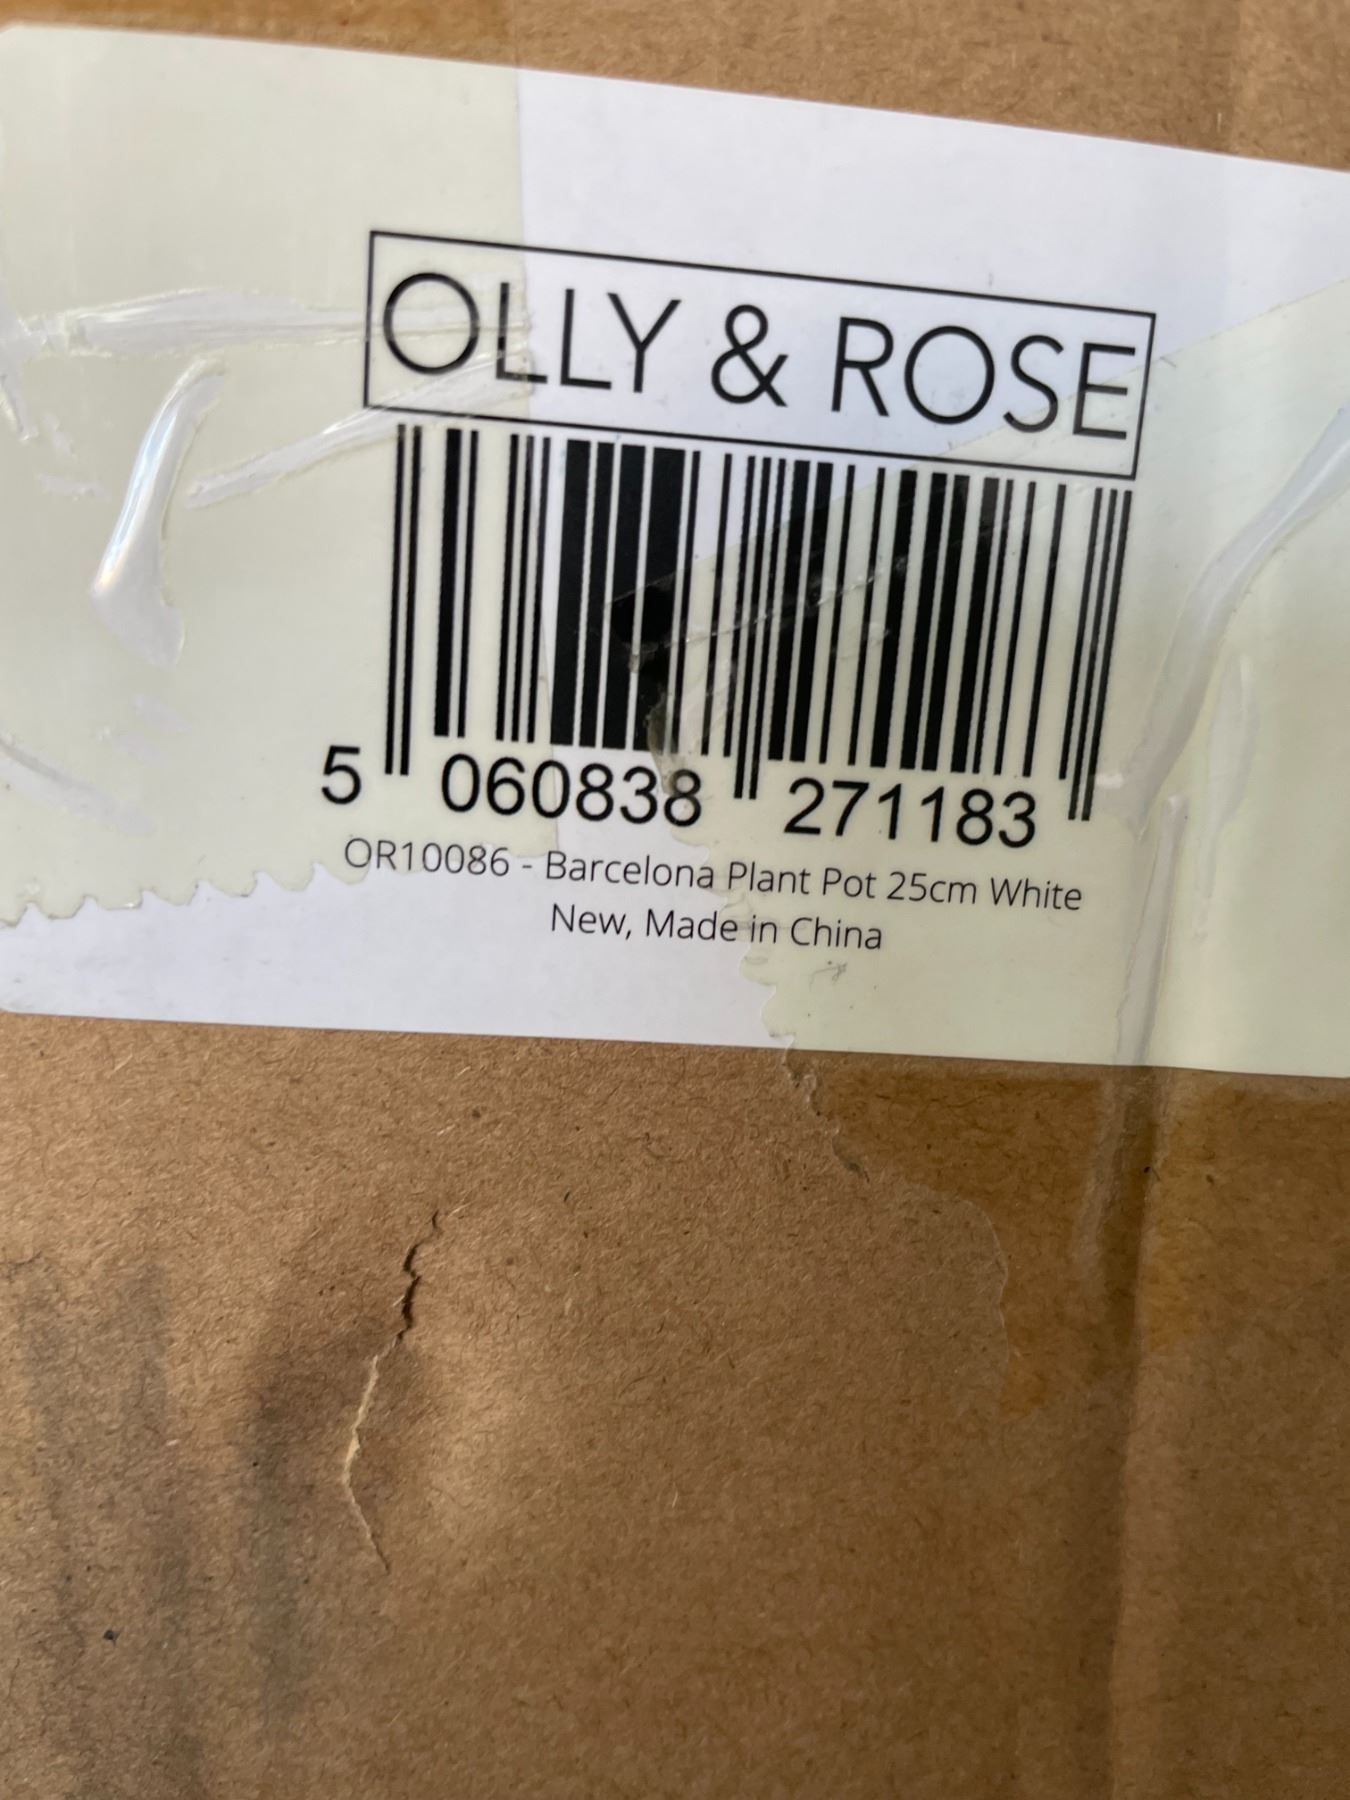 OLLY & ROSE
5 060838 271183
OR10086 - Barcelona Plant Pot 25cm White
New, Made in China